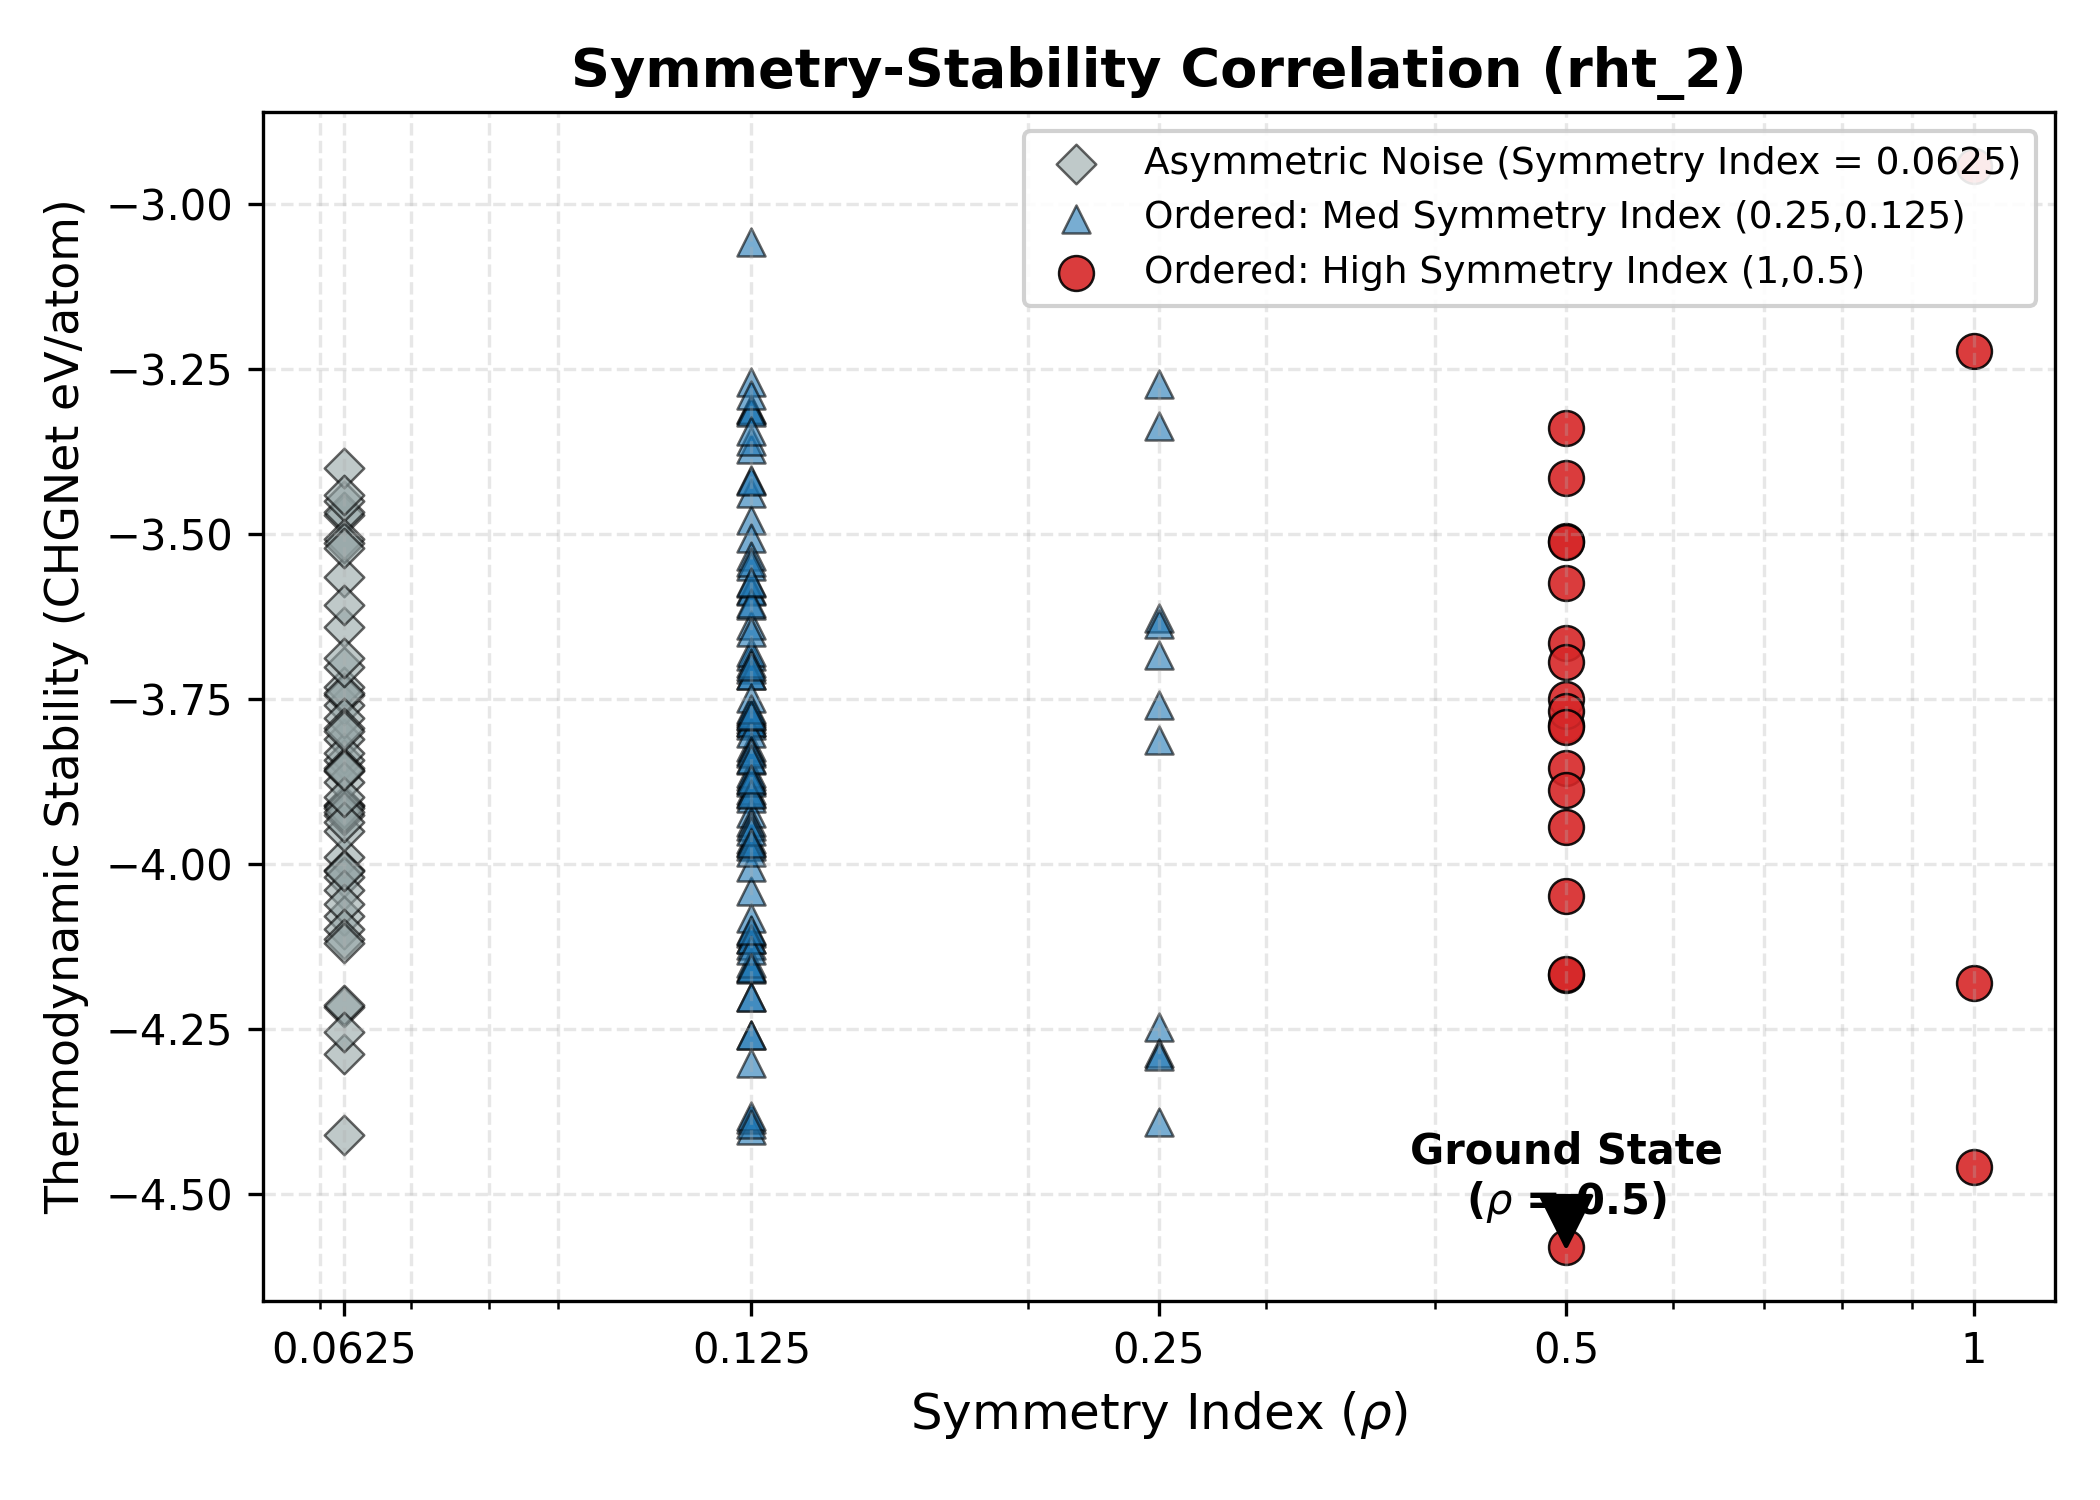 Symmetry-Stability Correlation (rht_2)
Asymmetric Noise (Symmetry Index = 0.0625)
Ordered: Med Symmetry Index (0.25,0.125)
Ordered: High Symmetry Index (1,0.5)
Thermodynamic Stability (CHGNet eV/atom)
−3.00
−3.25
−3.50
−3.75
−4.00
−4.25
−4.50
Ground State
(ρ = 0.5)
0.0625 0.125 0.25 0.5 1
Symmetry Index (ρ)